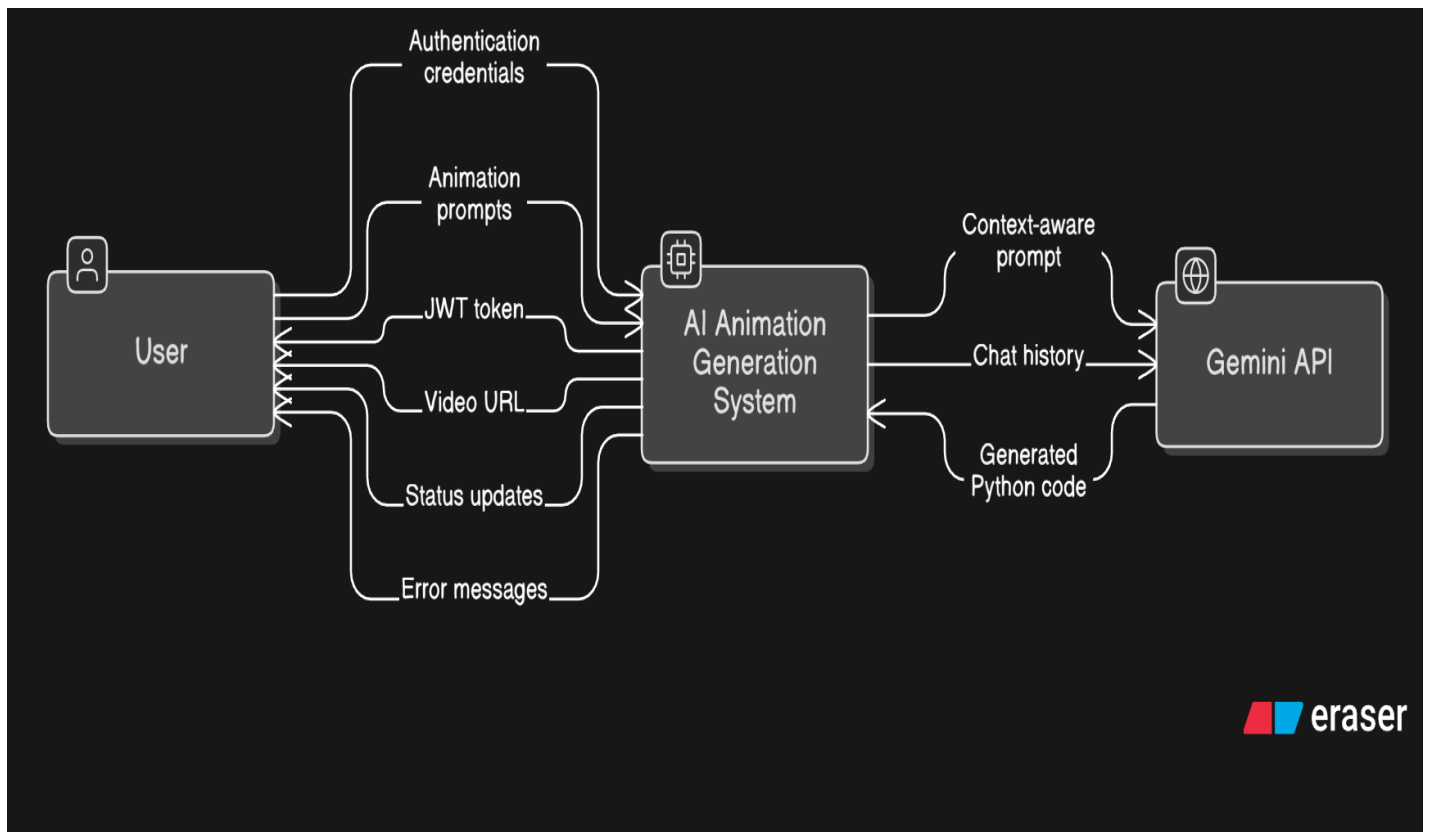 Authentication
credentials
Animation
prompts
JWT token
Video URL
Status updates
Error messages
User
AI Animation
Generation
System
Context-aware
prompt
Chat history
Generated
Python code
Gemini API
eraser